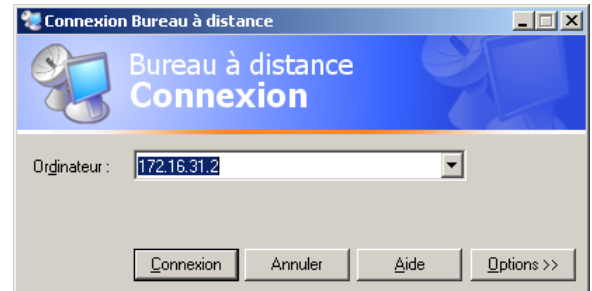 Connexion Bureau à distance
Bureau à distance
Connexion
Ordinateur :
172.16.31.2
Connexion
Annuler
Aide
Options >>